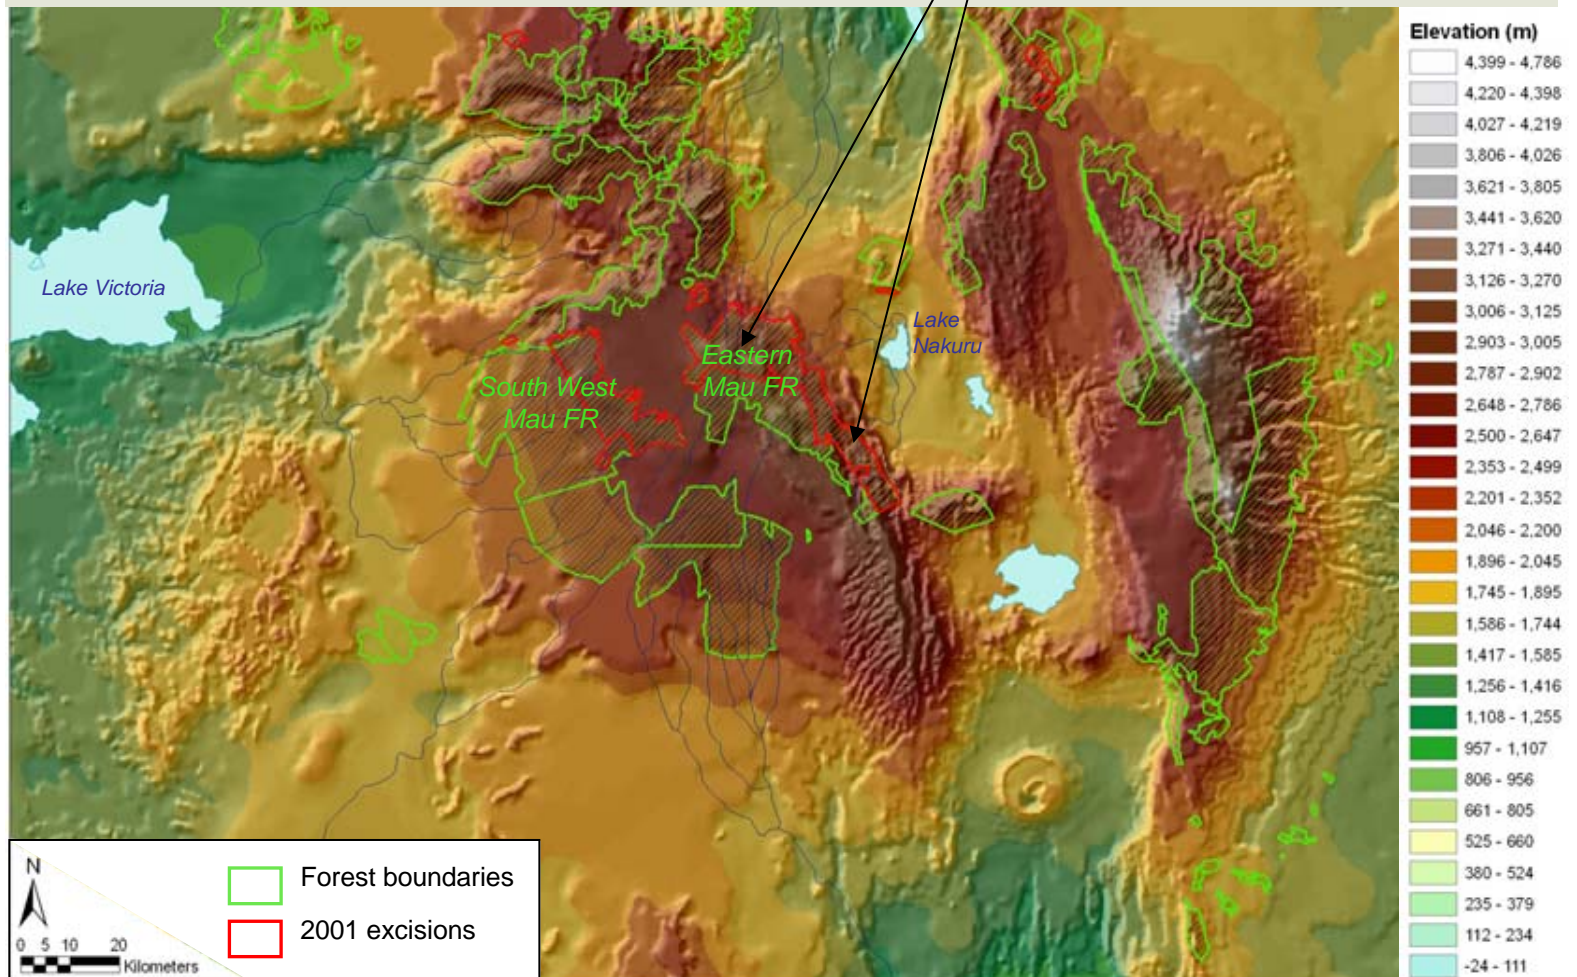 Lake Victoria
Lake
Nakuru
Eastern
Mau FR
South West
Mau FR
N
0 5 10 20
Kilometers
Forest boundaries
2001 excisions
Elevation (m)
4,399 - 4,786
4,220 - 4,398
4,027 - 4,219
3,806 - 4,026
3,621 - 3,805
3,441 - 3,620
3,271 - 3,440
3,126 - 3,270
3,006 - 3,125
2,903 - 3,005
2,787 - 2,902
2,648 - 2,786
2,500 - 2,647
2,353 - 2,499
2,201 - 2,352
2,046 - 2,200
1,896 - 2,045
1,745 - 1,895
1,586 - 1,744
1,417 - 1,585
1,256 - 1,416
1,108 - 1,255
957 - 1,107
806 - 956
661 - 805
525 - 660
380 - 524
235 - 379
112 - 234
-24 - 111